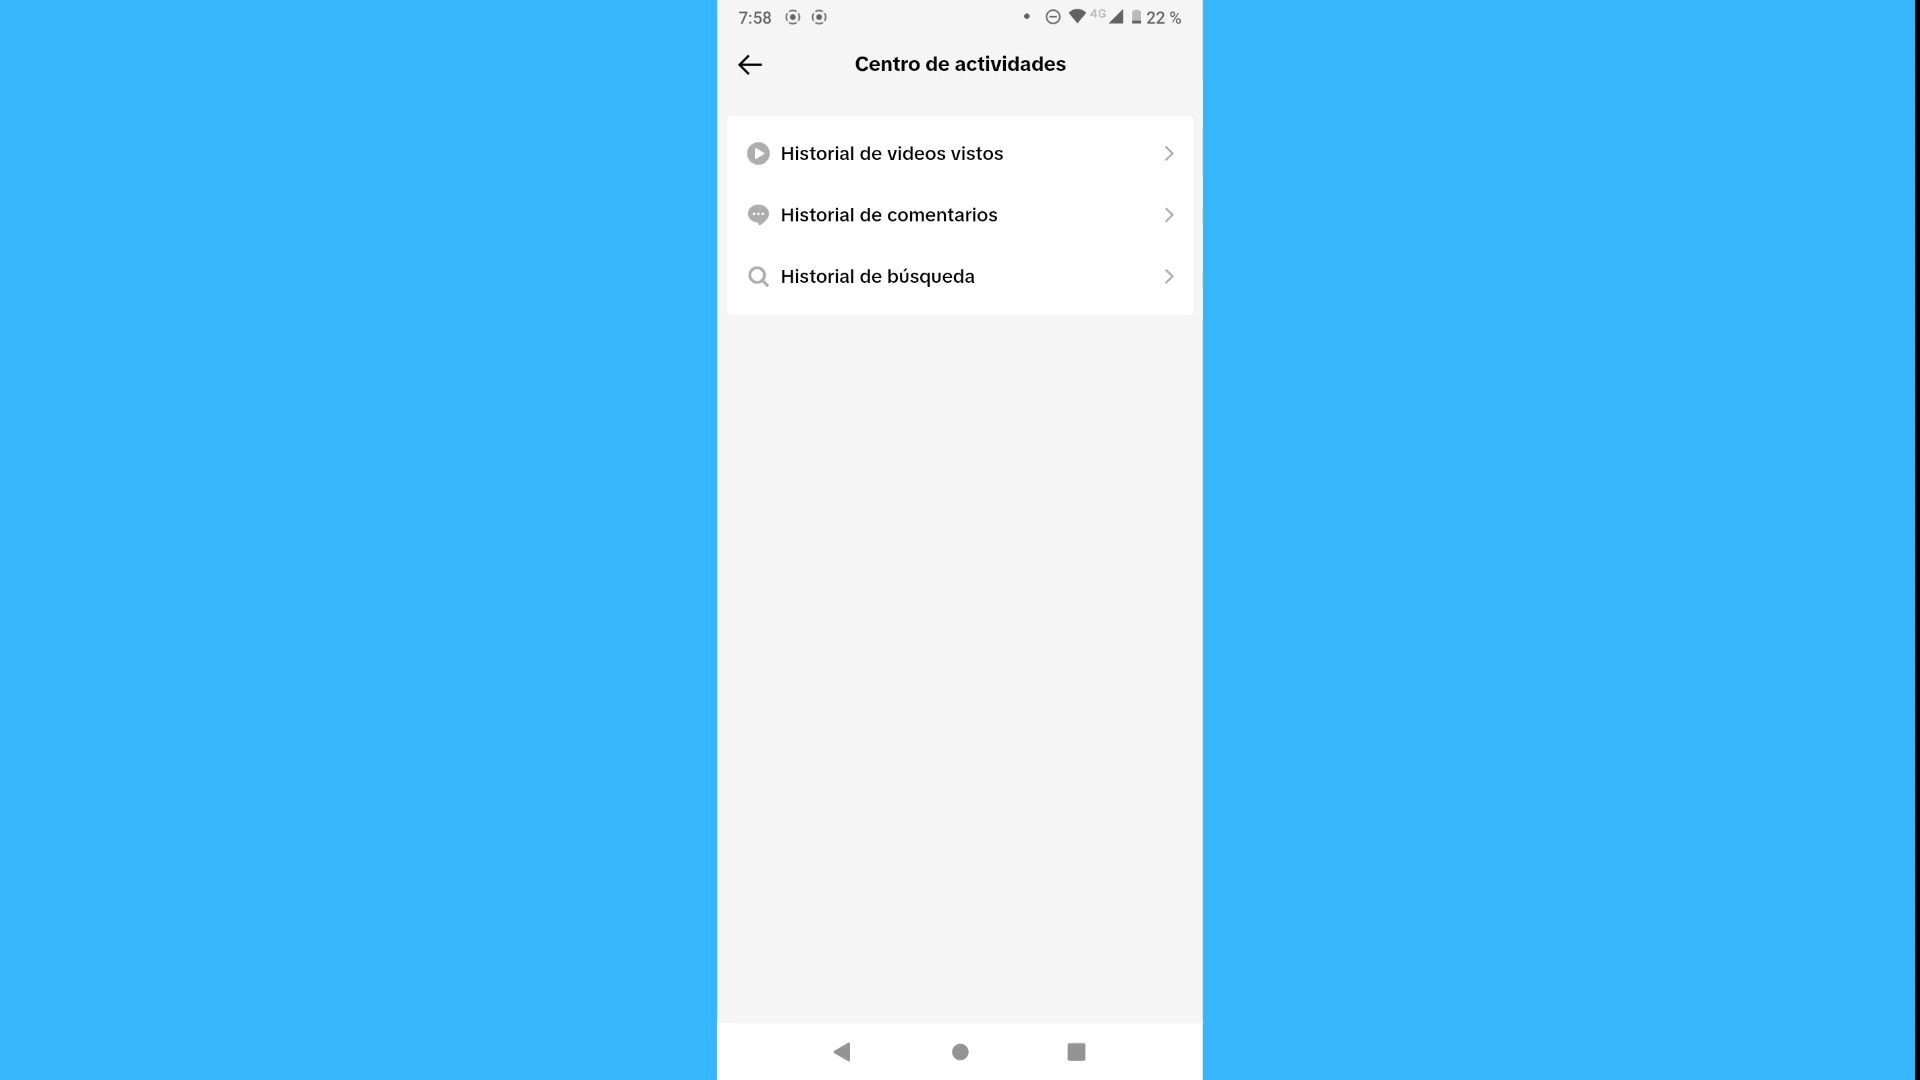 7:58 4G 22 %
Centro de actividades
Historial de videos vistos
Historial de comentarios
Historial de búsqueda